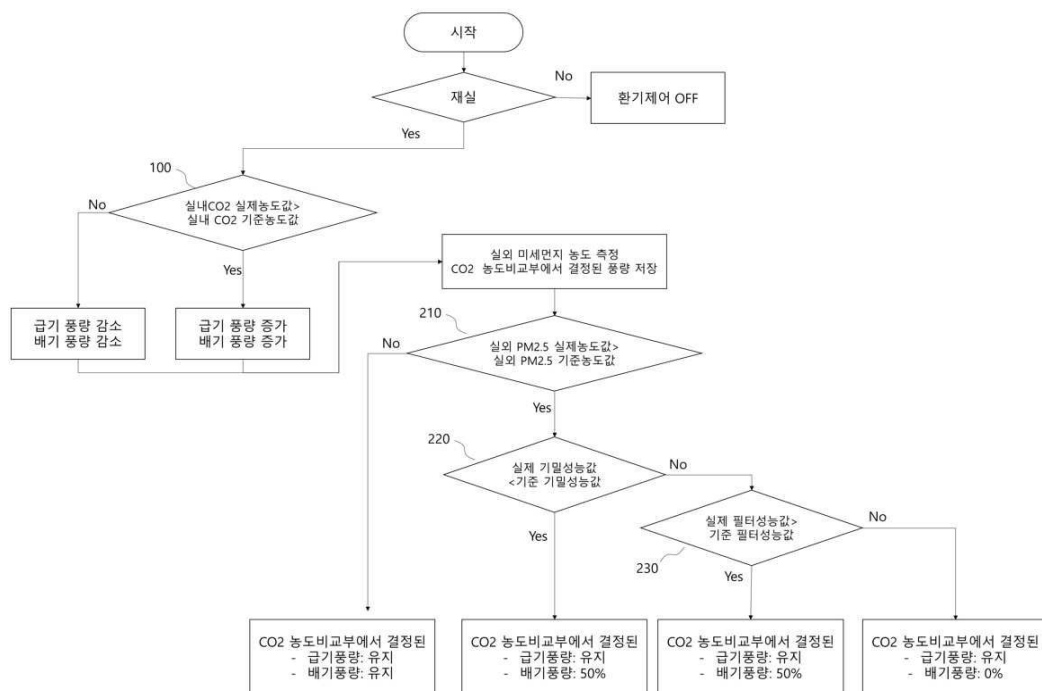 시작
재실
No
환기제어 OFF
Yes
100
실내CO2 실제농도값>
실내 CO2 기준농도값
No
Yes
급기 풍량 감소
배기 풍량 감소
급기 풍량 증가
배기 풍량 증가
실외 미세먼지 농도 측정
CO2 농도비교부에서 결정된 풍량 저장
210
실외 PM2.5 실제농도값>
실외 PM2.5 기준농도값
No
Yes
220
실제 기밀성능값
<기준 기밀성능값
No
Yes
실제 필터성능값>
기준 필터성능값
No
230
Yes
CO2 농도비교부에서 결정된
- 급기풍량: 유지
- 배기풍량: 유지
CO2 농도비교부에서 결정된
- 급기풍량: 유지
- 배기풍량: 50%
CO2 농도비교부에서 결정된
- 급기풍량: 유지
- 배기풍량: 50%
CO2 농도비교부에서 결정된
- 급기풍량: 유지
- 배기풍량: 0%